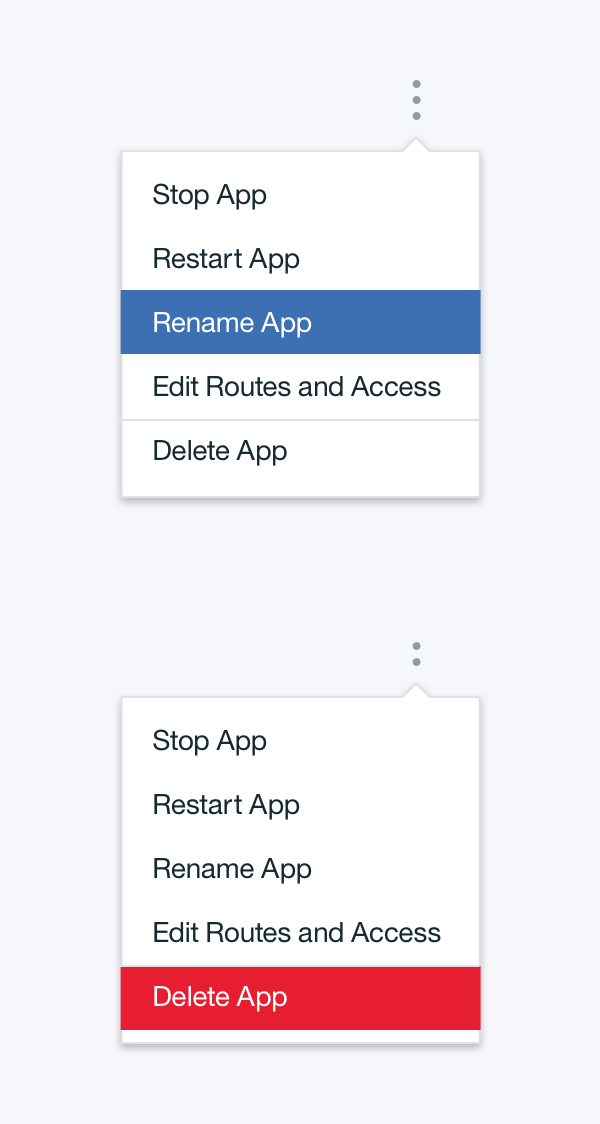 Stop App
Restart App
Rename App
Edit Routes and Access
Delete App
Stop App
Restart App
Rename App
Edit Routes and Access
Delete App